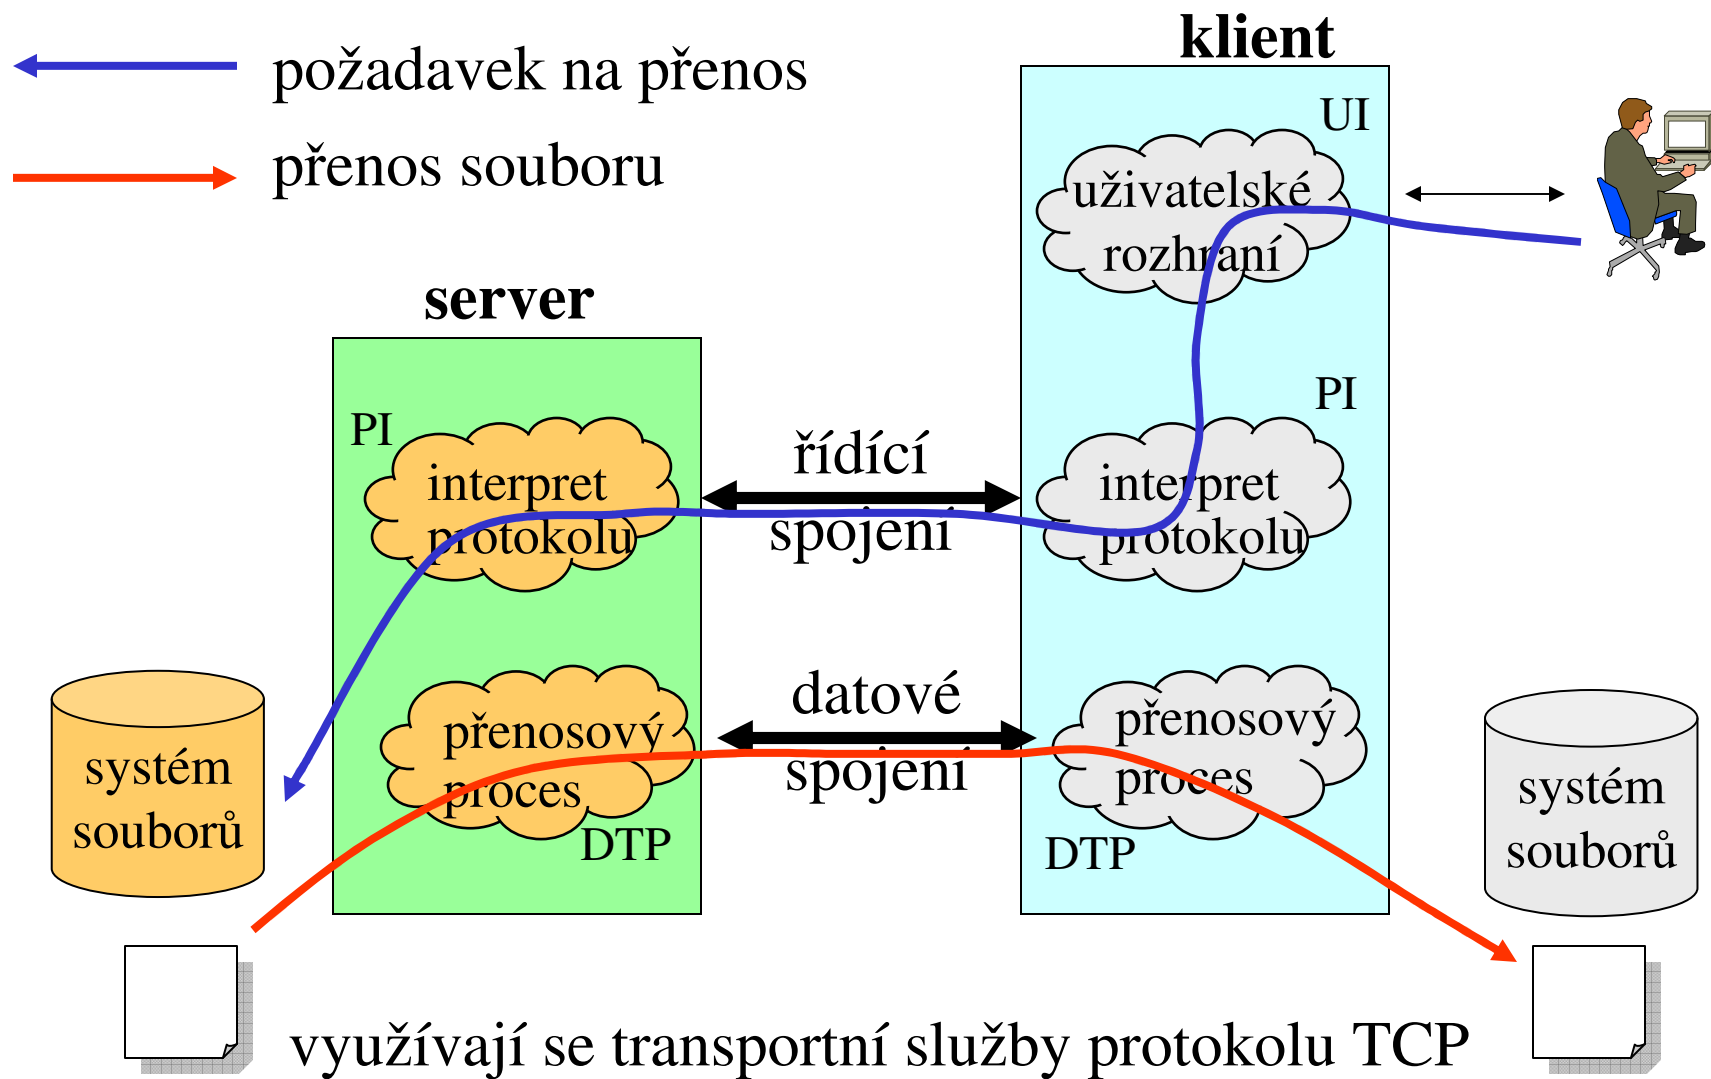 klient
požadavek na přenos
přenos souboru
UI
uživatelské
rozhraní
server
PI
PI
interpret
protokolu
řídící
spojení
interpret
protokolu
přenosový
proces
DTP
datové
spojení
přenosový
proces
DTP
systém
souborů
systém
souborů
využívají se transportní služby protokolu TCP